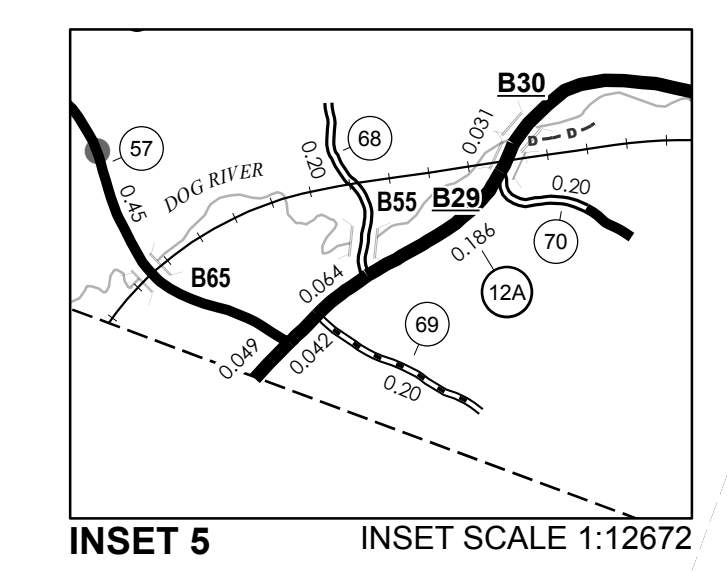 B30
0.031
D D
68
57
0.20
DOG RIVER
0.45
B55
B29
0.20
70
0.186
B65
0.064
12A
69
0.049
0.042
0.20
INSET 5
INSET SCALE 1:12672